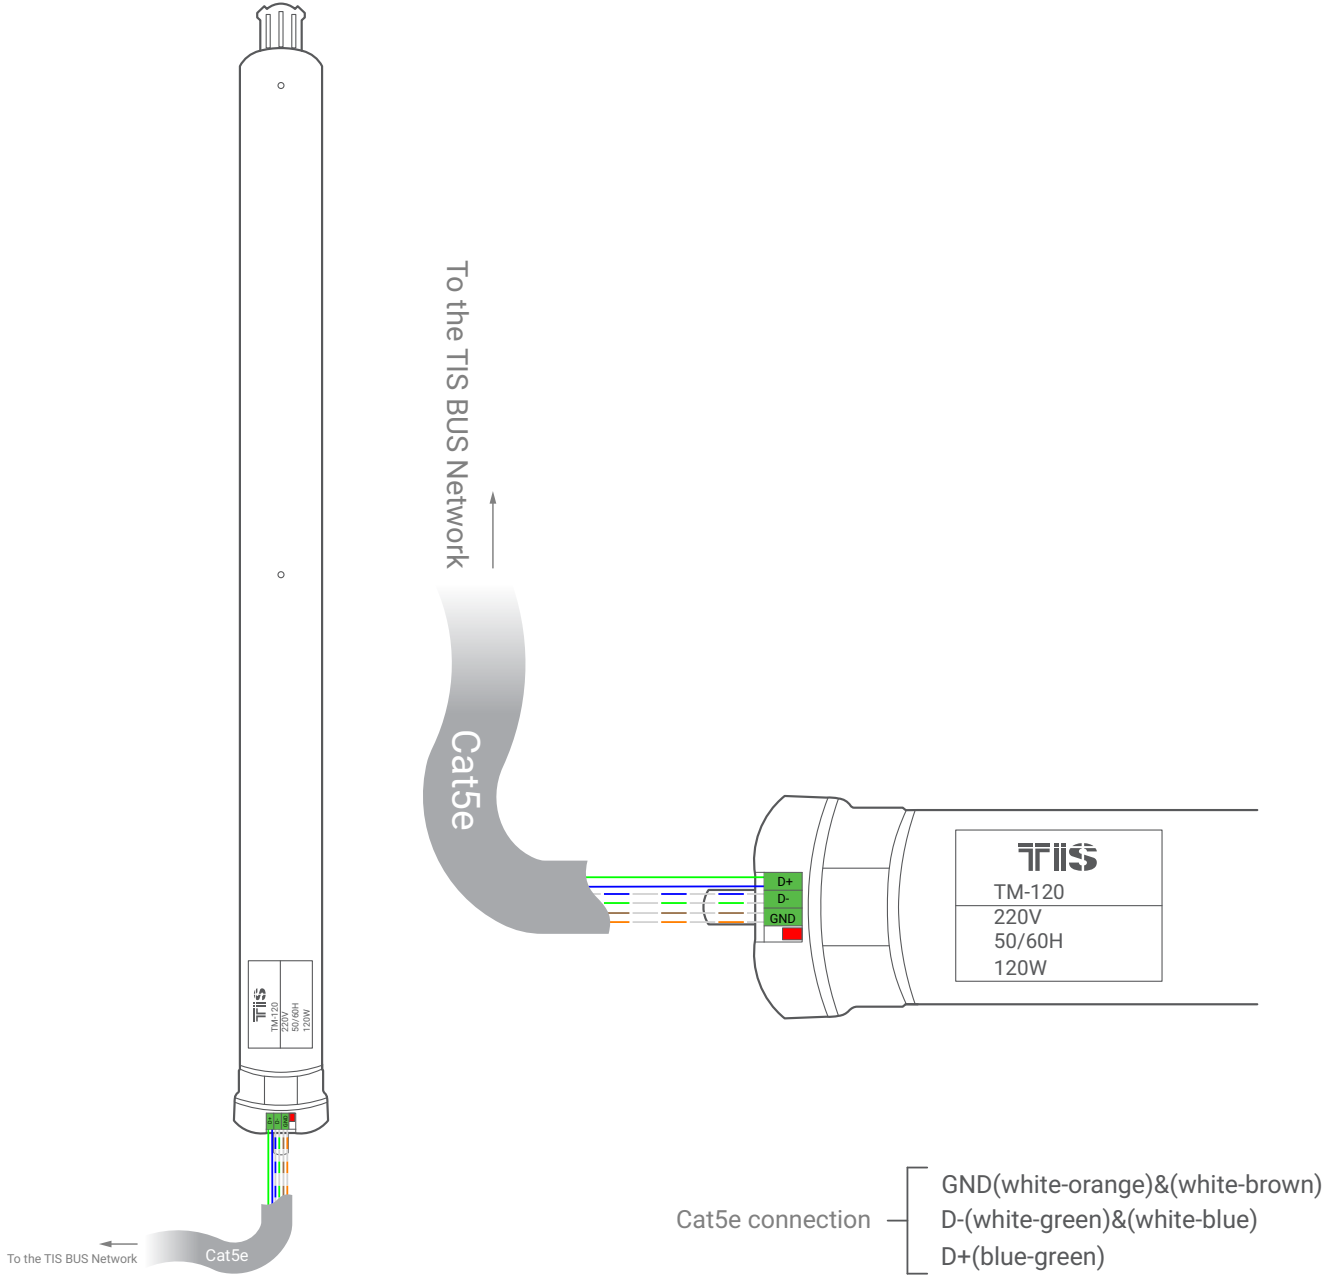 To the TIS BUS Network
Cat5e
D+
D-
GND
TIS
TM-120
220V
50/60H
120W
TIS
TM-120
220V
50/60H
120W
D+
D-
GND
Cat5e
To the TIS BUS Network
Cat5e connection
GND(white-orange)&(white-brown)
D-(white-green)&(white-blue)
D+(blue-green)